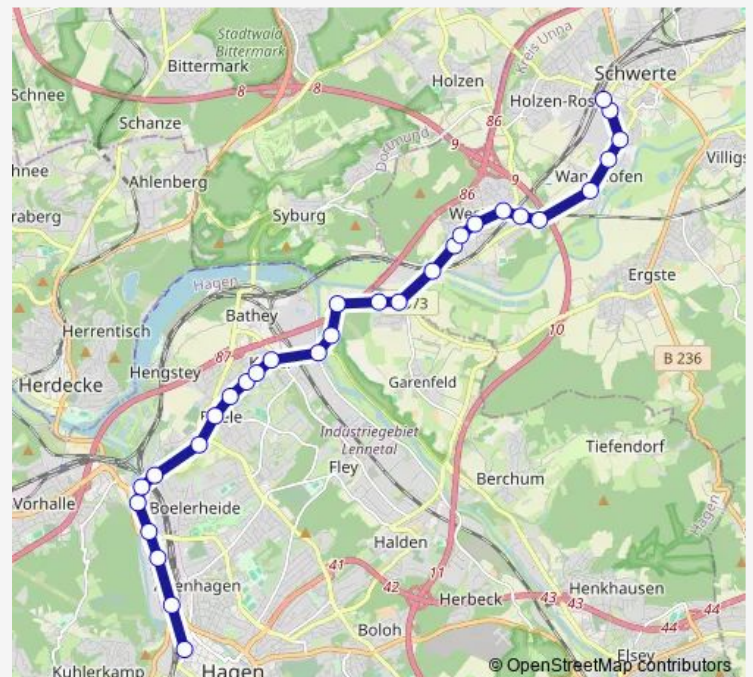 Stadtwald
Bittermark
Bittermark
Kreis Unna
Holzen
Schwerte
Schnee
8
8
Holzen-Ros
86
Schanze
Dortmund
9
hnee
Ahlenberg
86
9
Villigs
raberg
Syburg
We
Wan hofen
Hagen
Ergste
Bathey
Herrentisch
87
10
B 236
Hengstey
Herdecke
Garenfeld
Industriegebiet
Lennetal
Tiefendorf
Fley
Berchum
Vorhalle
Boelerheide
Hagen
Halden
41
11
enhagen
42
Herbeck
43
43
Henkhausen
44
44
Boloh
Elsey
Kuhlerkamp
Hagen
© OpenStreetMap contributors